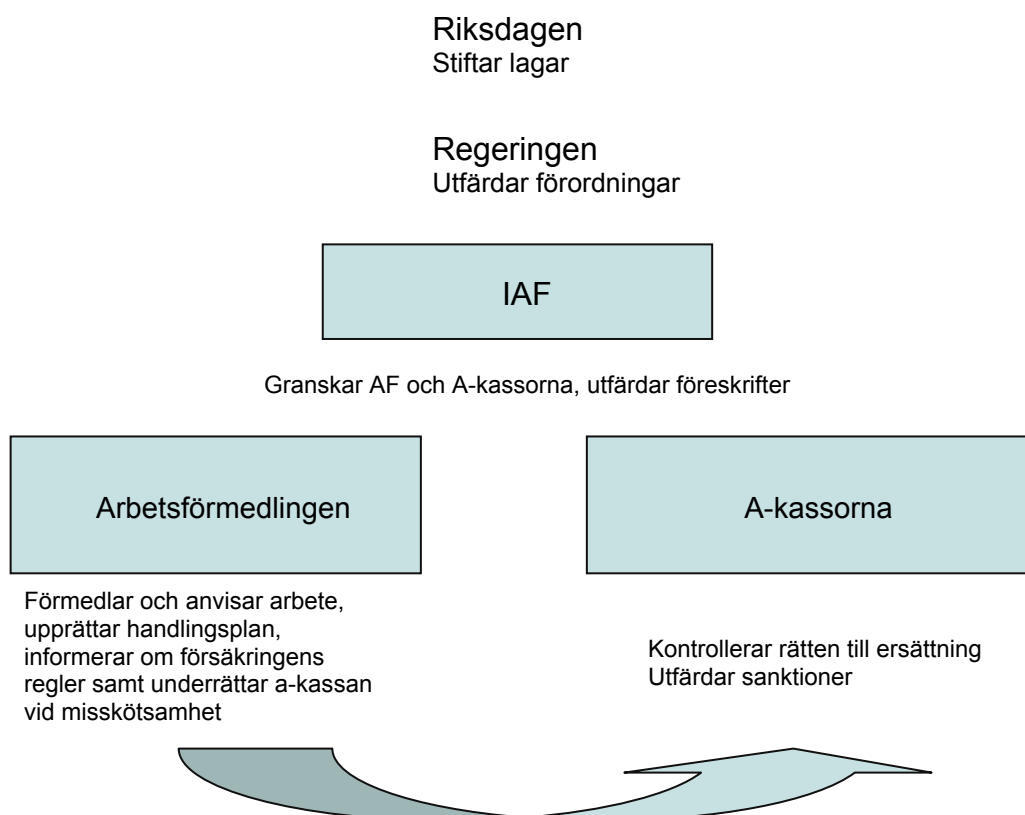 Riksdagen
Stiftar lagar
Regeringen
Utfärdar förordningar
IAF
Granskar AF och A-kassorna, utfärdar föreskrifter
Arbetsförmedlingen
A-kassorna
Förmedlar och anvisar arbete,
upprättar handlingsplan,
informerar om försäkringens
regler samt underrättar a-kassan
vid misskötsamhet
Kontrollerar rätten till ersättning
Utfärdar sanktioner